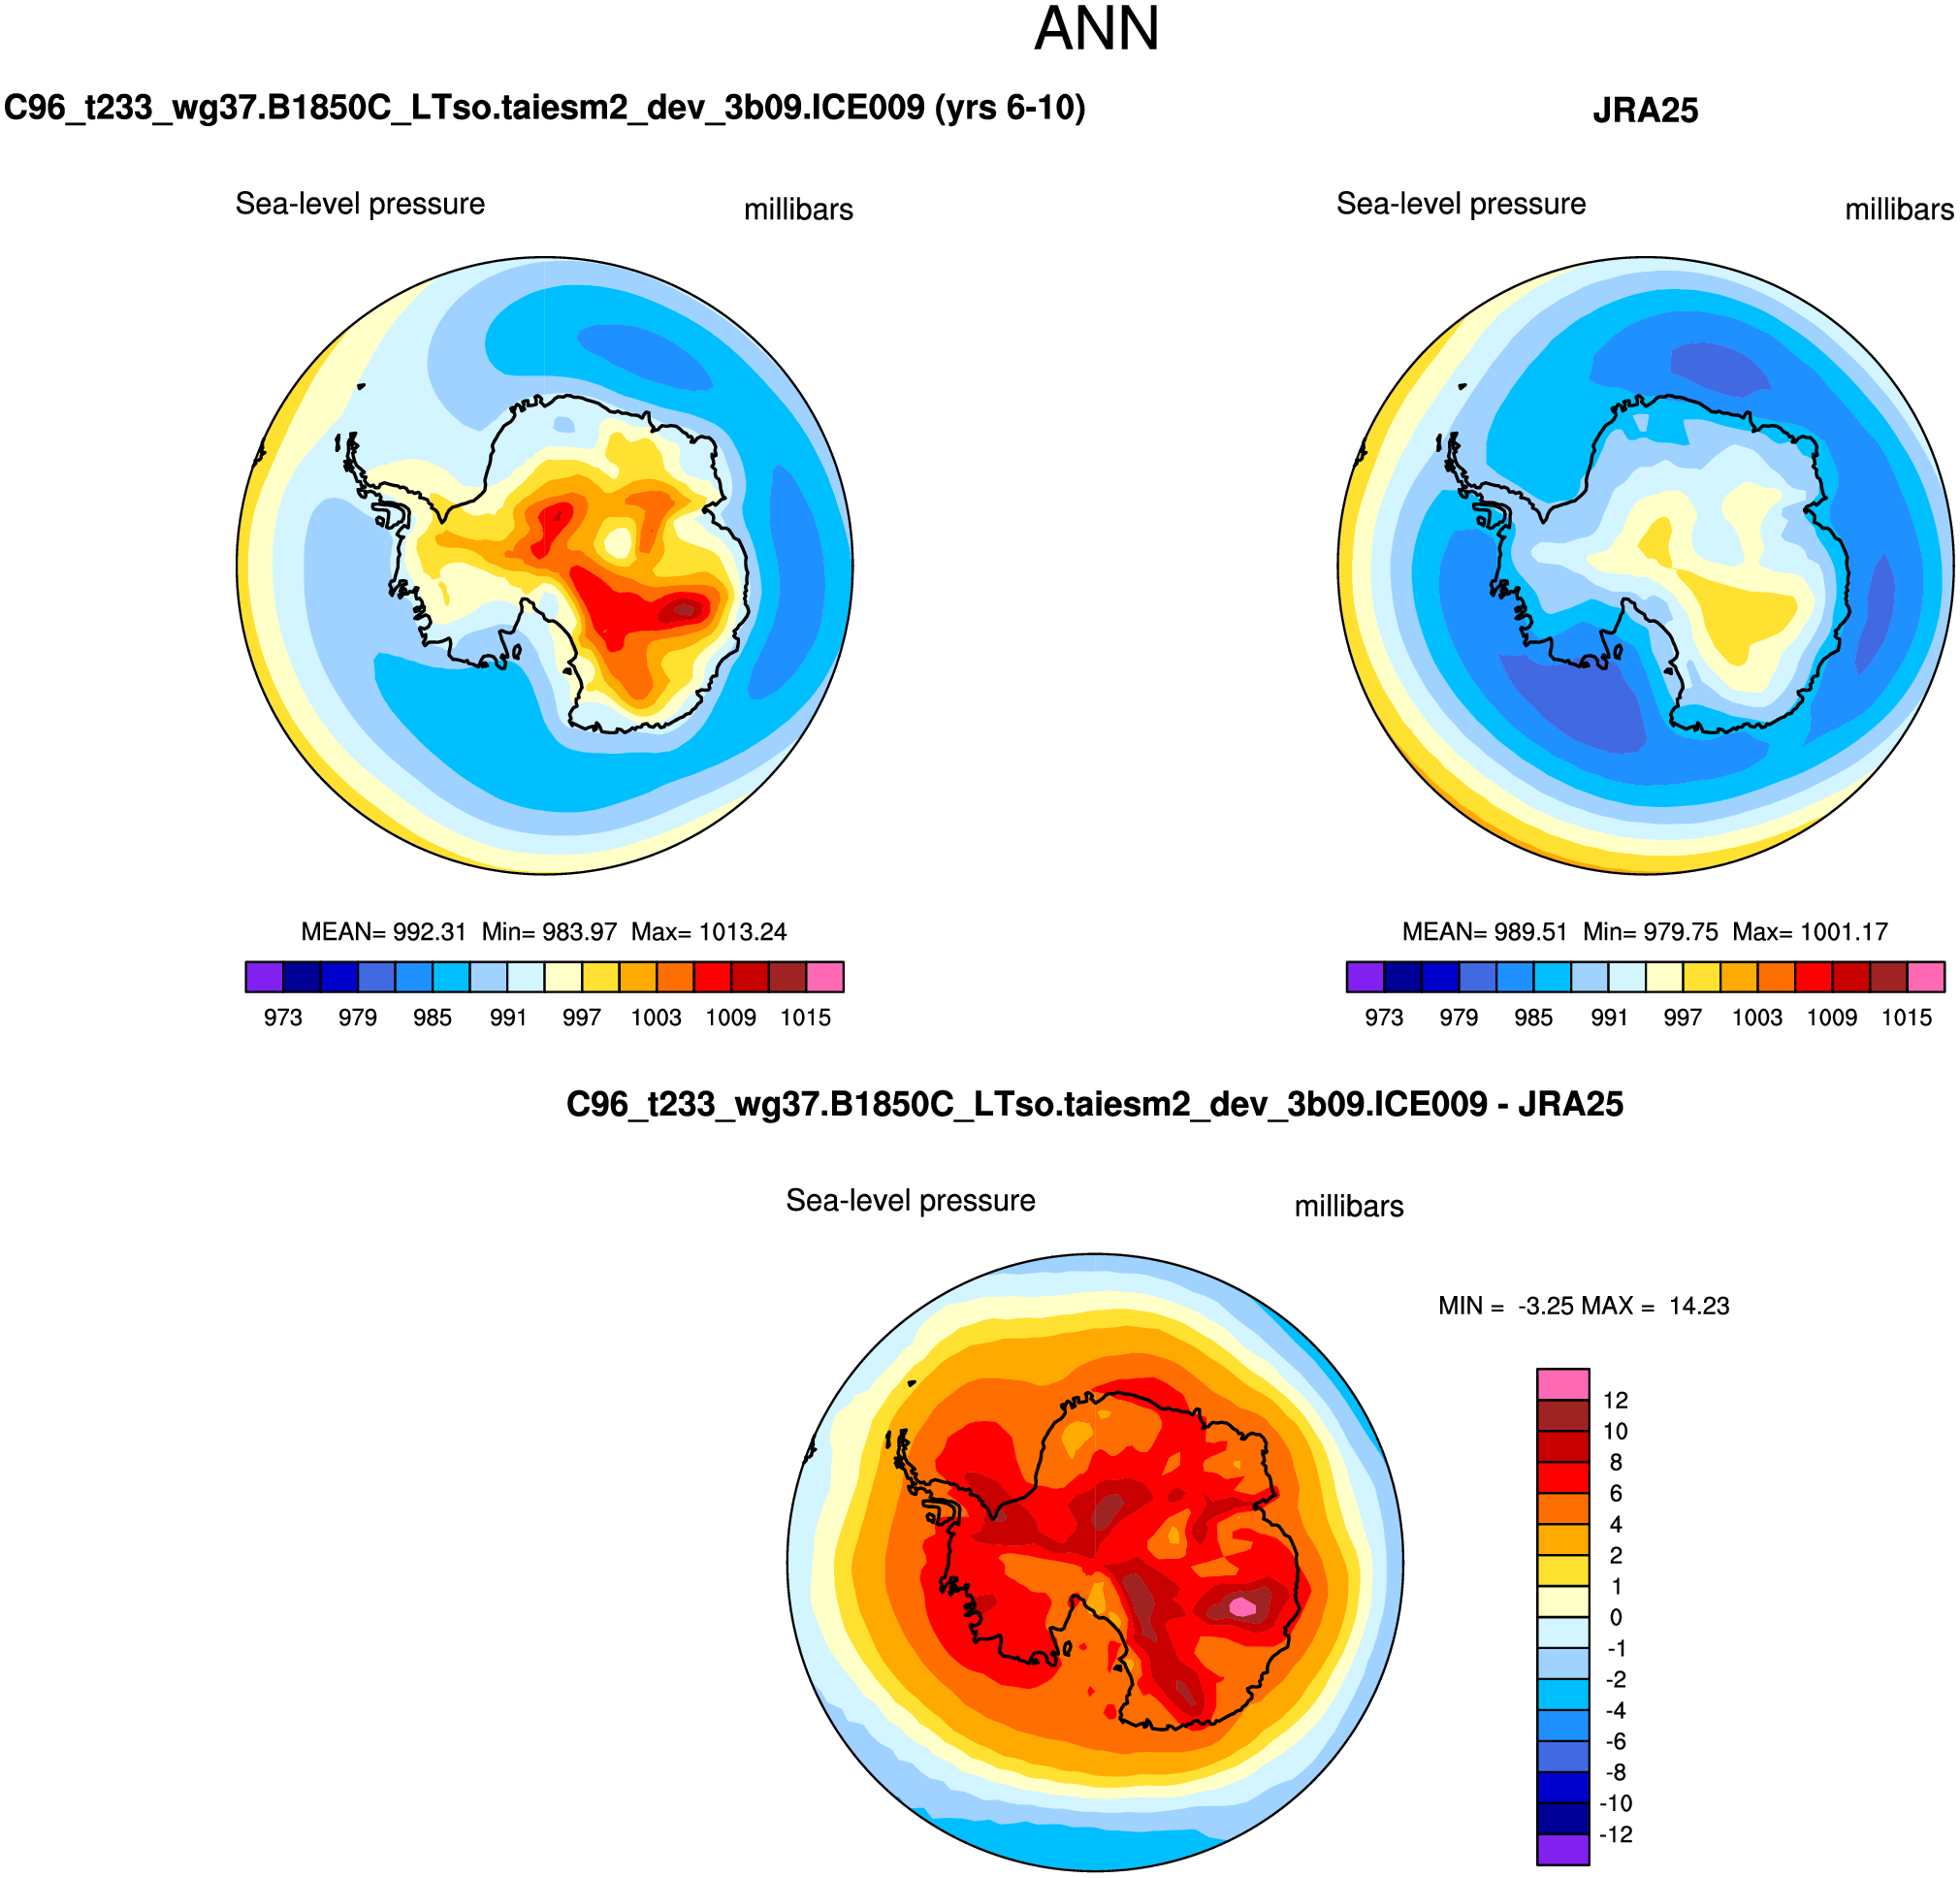 ANN
C96_t233_wg37.B1850C_LTso.taiesm2_dev_3b09.ICE009 (yrs 6-10)
JRA25
Sea-level pressure millibars
Sea-level pressure millibars
MEAN= 992.31 Min= 983.97 Max= 1013.24
973 979 985 991 997 1003 1009 1015
MEAN= 989.51 Min= 979.75 Max= 1001.17
973 979 985 991 997 1003 1009 1015
C96_t233_wg37.B1850C_LTso.taiesm2_dev_3b09.ICE009 - JRA25
Sea-level pressure millibars
MIN = -3.25 MAX = 14.23
12
10
8
6
4
2
1
0
-1
-2
-4
-6
-8
-10
-12